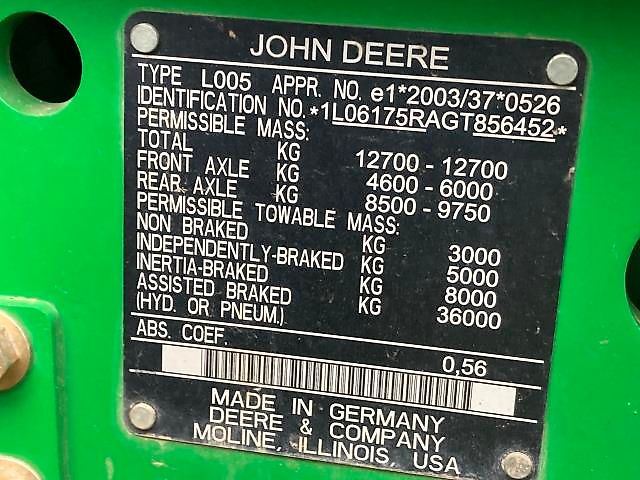 JOHN DEERE
TYPE L005 APPR. NO. e1*2003/37*0526
IDENTIFICATION NO. *1L06175RAGT856452*
PERMISSIBLE MASS:
TOTAL KG 12700 - 12700
FRONT AXLE KG 4600 - 6000
REAR AXLE KG 8500 - 9750
PERMISSIBLE TOWABLE MASS:
NON BRAKED KG 3000
INDEPENDENTLY-BRAKED KG 5000
INERTIA-BRAKED KG 8000
ASSISTED BRAKED KG 36000
(HYD. OR PNEUM.)
ABS. COEF. 0,56
MADE IN GERMANY
DEERE & COMPANY
MOLINE, ILLINOIS, USA